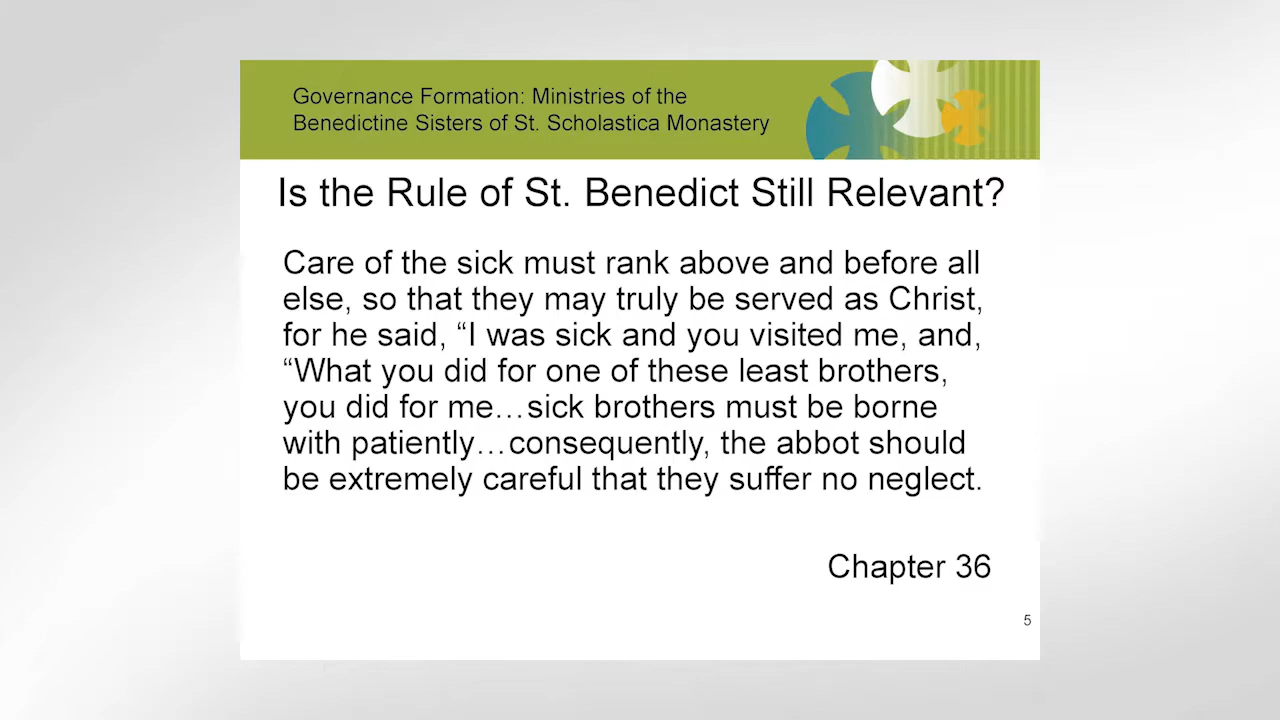 Governance Formation: Ministries of the
Benedictine Sisters of St. Scholastica Monastery
Is the Rule of St. Benedict Still Relevant?
Care of the sick must rank above and before all
else, so that they may truly be served as Christ,
for he said, “I was sick and you visited me, and,
“What you did for one of these least brothers,
you did for me…sick brothers must be borne
with patiently…consequently, the abbot should
be extremely careful that they suffer no neglect.
Chapter 36
5